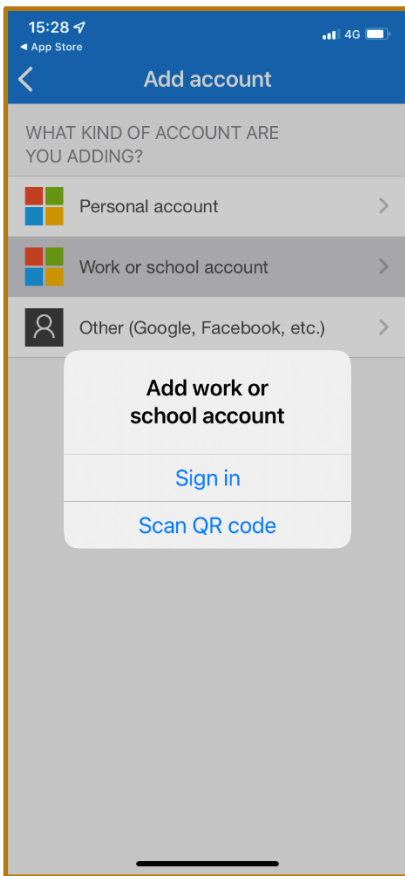 15:28
4G
◀ App Store
Add account
WHAT KIND OF ACCOUNT ARE
YOU ADDING?
Personal account
Work or school account
Other (Google, Facebook, etc.)
Add work or
school account
Sign in
Scan QR code